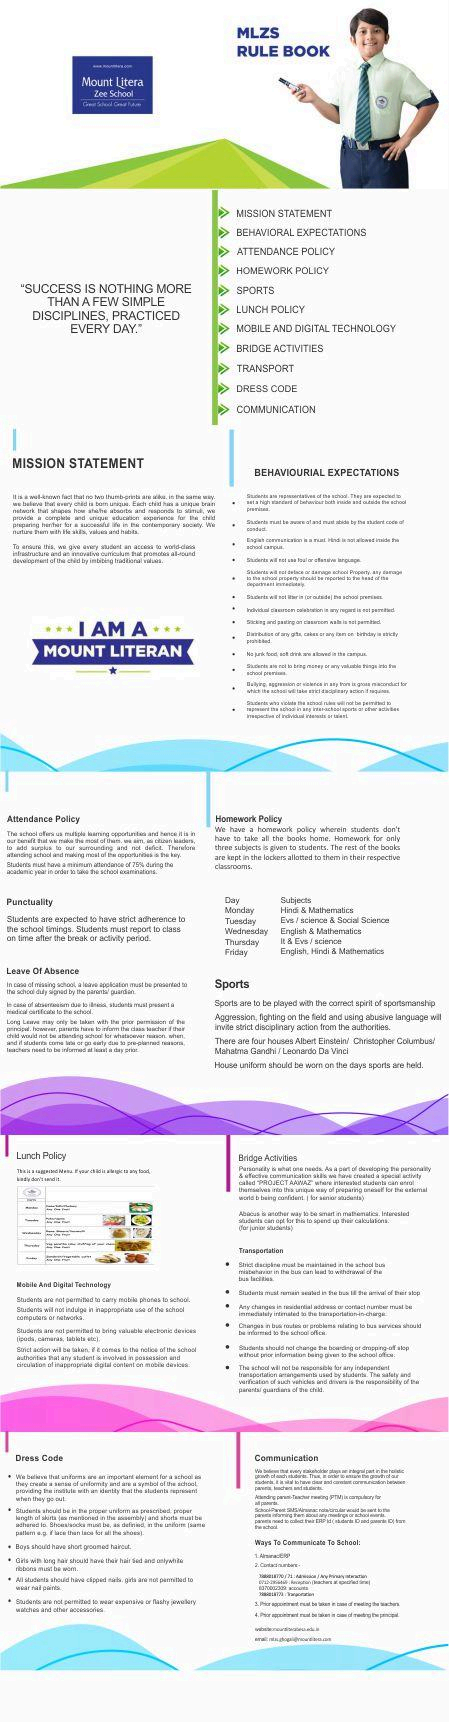 www.mountlitera.com
Mount Litera
Zee School
Great School. Great Future
MLZS
RULE BOOK
“SUCCESS IS NOTHING MORE
THAN A FEW SIMPLE
DISCIPLINES, PRACTICED
EVERY DAY.”
MISSION STATEMENT
BEHAVIORAL EXPECTATIONS
ATTENDANCE POLICY
HOMEWORK POLICY
SPORTS
LUNCH POLICY
MOBILE AND DIGITAL TECHNOLOGY
BRIDGE ACTIVITIES
TRANSPORT
DRESS CODE
COMMUNICATION
MISSION STATEMENT
It is a well-known fact that no two thumb-prints are alike, in the same way,
we believe that every child is born unique. Each child has a unique brain
network that shapes how she/he absorbs and responds to stimuli, we
provide a complete and unique education experience for the child
preparing her/her for a successful life in the contemporary society. We
nurture them with life skills, values and habits.
To ensure this, we give every student an access to world-class
infrastructure and an innovative curriculum that promotes all-round
development of the child by imbibing traditional values.
I AM A
MOUNT LITERAN
BEHAVIOURIAL EXPECTATIONS
Students are representatives of the school. They are expected to
set a high standard of behaviour both inside and outside the school
premises.
Students must be aware of and must abide by the student code of
conduct.
English communication is a must. Hindi is not allowed inside the
school campus.
Students will not use foul or offensive language.
Students will not deface or damage school Property, any damage
to the school property should be reported to the head of the
department immediately.
Students will not litter in (or outside) the school premises.
Individual classroom celebration in any regard is not permitted.
Sticking and pasting on classroom walls is not permitted.
Distribution of any gifts, cakes or any item on birthday is strictly
prohibited.
No junk food, soft drink are allowed in the campus.
Students are not to bring money or any valuable things into the
school premises.
Bullying, aggression or violence in any from is gross misconduct for
which the school will take strict disciplinary action if requires.
Students who violate the school rules will not be permitted to
represent the school in any inter-school sports or other activities
irrespective of individual interests or talent.
Attendance Policy
The school offers us multiple learning opportunities and hence it is in
our benefit that we make the most of them. we aim, as citizen leaders,
to add surplus to our surrounding and not deficit. Therefore
attending school and making most of the opportunities is the key.
Students must have a minimum attendance of 75% during the
academic year in order to take the school examinations.
Punctuality
Students are expected to have strict adherence to
the school timings. Students must report to class
on time after the break or activity period.
Leave Of Absence
In case of missing school, a leave application must be presented to
the school duly signed by the parents/ guardian.
In case of absenteeism due to illness, students must present a
medical certificate to the school.
Long Leave may only be taken with the prior permission of the
principal. however, parents have to inform the class teacher if their
child would not be attending school for whatsoever reason. when,
and if students come late or go early due to pre-planned reasons,
teachers need to be informed at least a day prior.
Homework Policy
We have a homework policy wherein students don't
have to take all the books home. Homework for only
three subjects is given to students. The rest of the books
are kept in the lockers allotted to them in their respective
classrooms.
Day Subjects
Monday Hindi & Mathematics
Tuesday Evs / science & Social Science
Wednesday English & Mathematics
Thursday It & Evs / science
Friday English, Hindi & Mathematics
Sports
Sports are to be played with the correct spirit of sportsmanship
Aggression, fighting on the field and using abusive language will
invite strict disciplinary action from the authorities.
There are four houses Albert Einstein/ Christopher Columbus/
Mahatma Gandhi / Leonardo Da Vinci
House uniform should be worn on the days sports are held.
Lunch Policy
This is a suggested Menu. If your child is allergic to any food,
kindly don't send it.
Monday
Any One Fruit
Tuesday
Any One Fruit
Wednesday
Any One Fruit
Thursday
Any One Fruit
Friday
Any One Fruit
Mobile And Digital Technology
Students are not permitted to carry mobile phones to school.
Students will not indulge in inappropriate use of the school
computers or networks.
Students are not permitted to bring valuable electronic devices
(ipods, cameras, tablets etc).
Strict action will be taken, if it comes to the notice of the school
authorities that any student is involved in possession and
circulation of inappropriate digital content on mobile devices.
Bridge Activities
Personality is what one needs. As a part of developing the personality
& effective communication skills we have created a special activity
called "PROJECT AAWAZ" where interested students can enrol
themselves into this unique way of preparing oneself for the external
world b being confident. ( for senior students)
Abacus is another way to be smart in mathematics. Interested
students can opt for this to spend up their calculations.
(for junior students)
Transportation
Strict discipline must be maintained in the school bus
misbehavior in the bus can lead to withdrawal of the
bus facilities.
Students must remain seated in the bus till the arrival of their stop
Any changes in residential address or contact number must be
immediately intimated to the transportation-in-charge.
Changes in bus routes or problems relating to bus services should
be informed to the school office.
Students should not change the boarding or dropping-off stop
without prior information being given to the school office.
The school will not be responsible for any independent
transportation arrangements used by students. The safety and
verification of such vehicles and drivers is the responsibility of the
parents/ guardians of the child.
Dress Code
We believe that uniforms are an important element for a school as
they create a sense of uniformity and are a symbol of the school,
providing the institute with an identity that the students represent
when they go out.
Students should be in the proper uniform as prescribed, proper
length of skirts (as mentioned in the assembly) and shorts must be
adhered to. Shoes/socks must be, as defined, in the uniform (same
pattern e.g. if lace than lace for all the shoes).
Boys should have short groomed haircut.
Girls with long hair should have their hair tied and onlywhite
ribbons must be worn.
All students should have clipped nails. girls are not permitted to
wear nail paints.
Students are not permitted to wear expensive or flashy jewellery
watches and other accessories.
Communication
We believe that every stakeholder plays an integral part in the holistic
growth of each students. Thus, in order to ensure the growth of our
students, it is vital to have clear and constant communication between
parents, teachers and students.
Attending parent-Teacher meeting (PTM) is compulsory for
all parents.
School-Parent SMS/Almanac note/circular would be sent to the
parents informing them about any meetings or school events.
parents need to collect their ERP Id ( students ID and parents ID) from
the school.
Ways To Communicate To School:
1. Almanac/ERP
2. Contact numbers -
7888018770 / 71 : Admission / Any Primary Interaction
0712-2956469 : Reception (teachers at specified time)
8370002309: accounts
7888018773 : Tranportation
3. Prior appointment must be taken in case of meeting the teachers.
4. Prior appointment must be taken in case of meeting the principal.